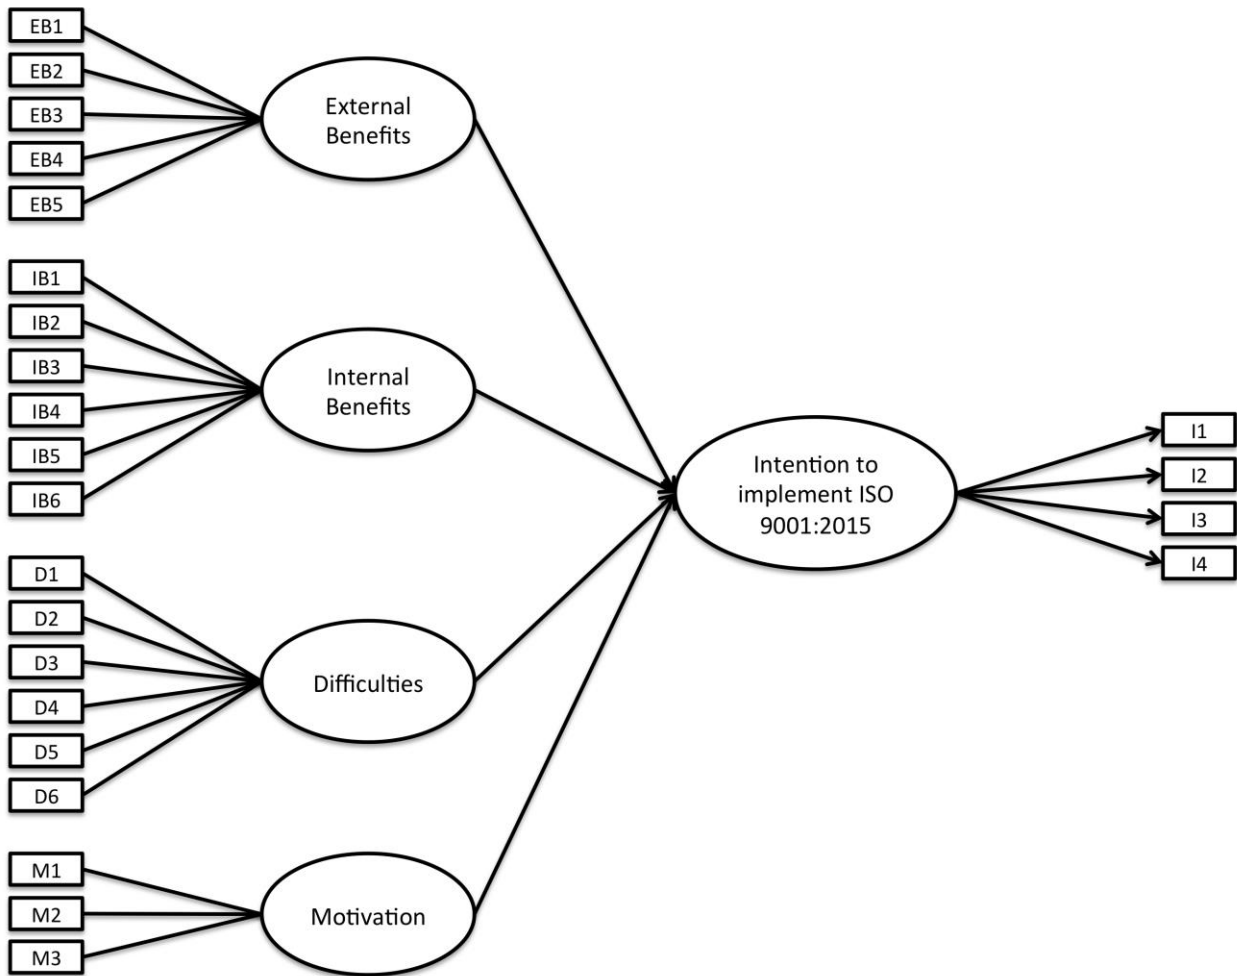 EB1
EB2
EB3
EB4
EB5
External
Benefits
IB1
IB2
IB3
IB4
IB5
IB6
Internal
Benefits
D1
D2
D3
D4
D5
D6
Difficulties
M1
M2
M3
Motivation
Intention to
implement ISO
9001:2015
I1
I2
I3
I4